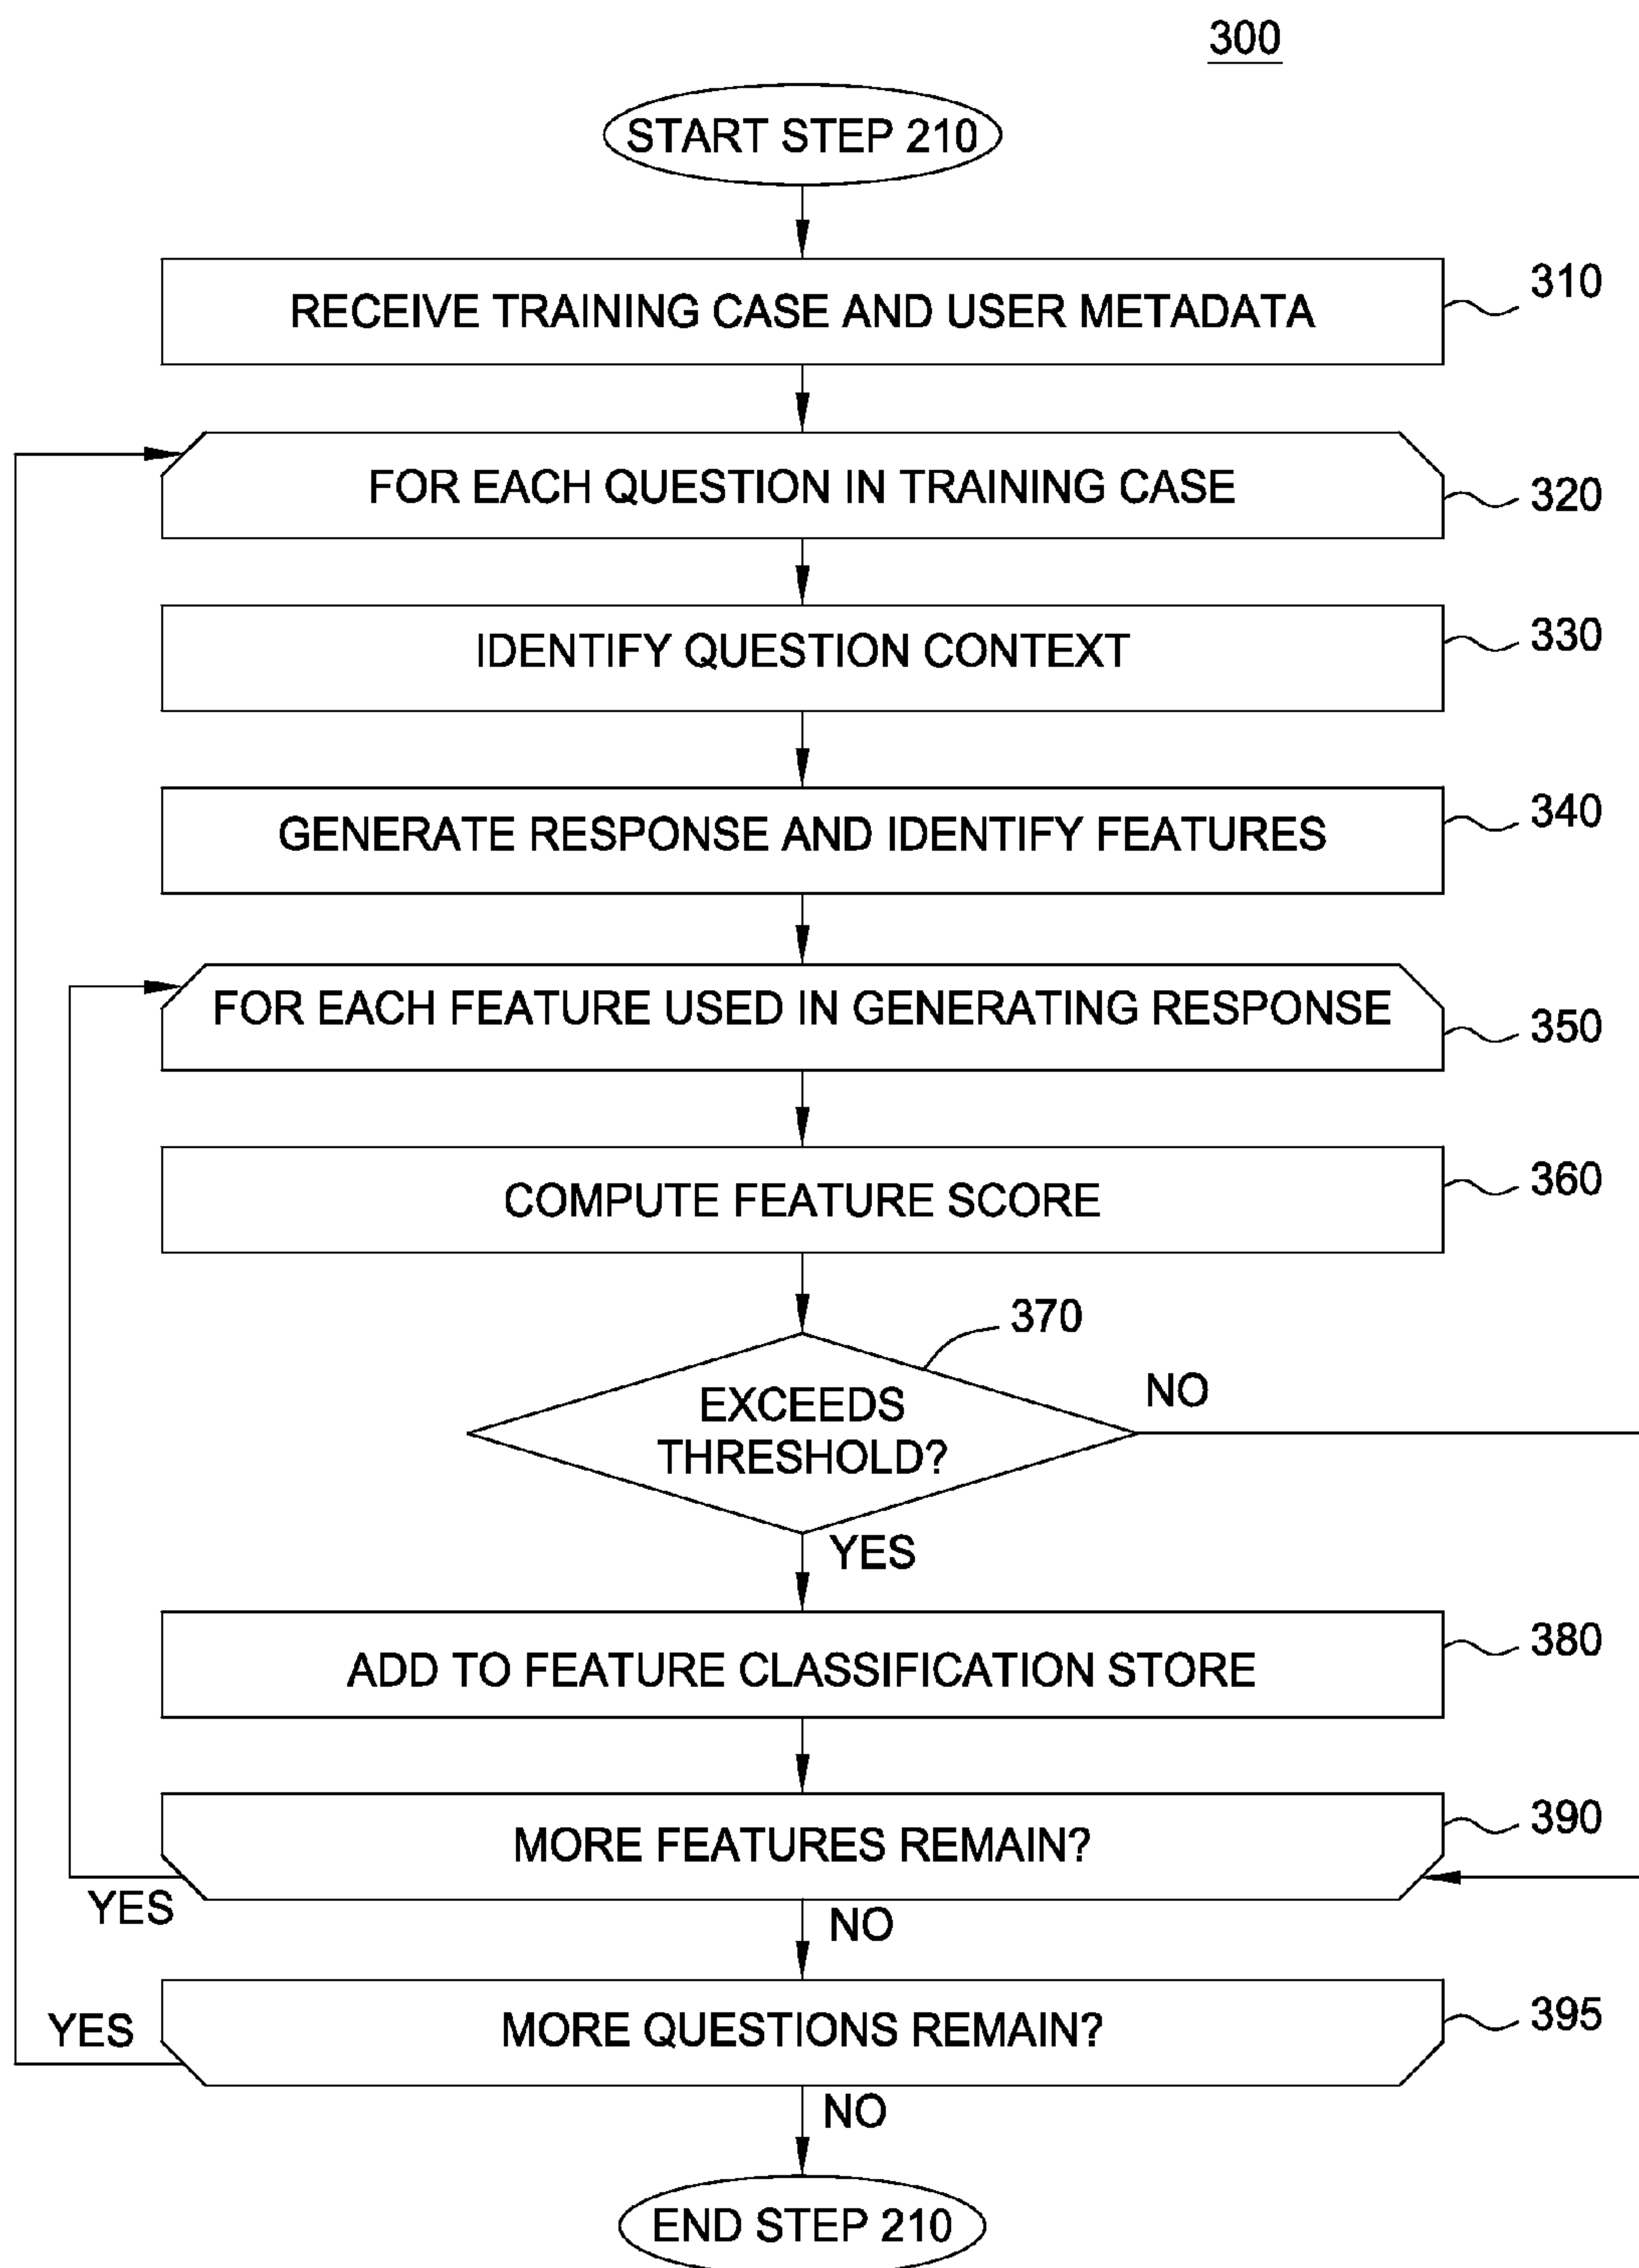 300
START STEP 210
RECEIVE TRAINING CASE AND USER METADATA
310
FOR EACH QUESTION IN TRAINING CASE
320
IDENTIFY QUESTION CONTEXT
330
GENERATE RESPONSE AND IDENTIFY FEATURES
340
FOR EACH FEATURE USED IN GENERATING RESPONSE
350
COMPUTE FEATURE SCORE
360
370
EXCEEDS
THRESHOLD?
NO
YES
ADD TO FEATURE CLASSIFICATION STORE
380
MORE FEATURES REMAIN?
390
YES
NO
MORE QUESTIONS REMAIN?
395
YES
NO
END STEP 210